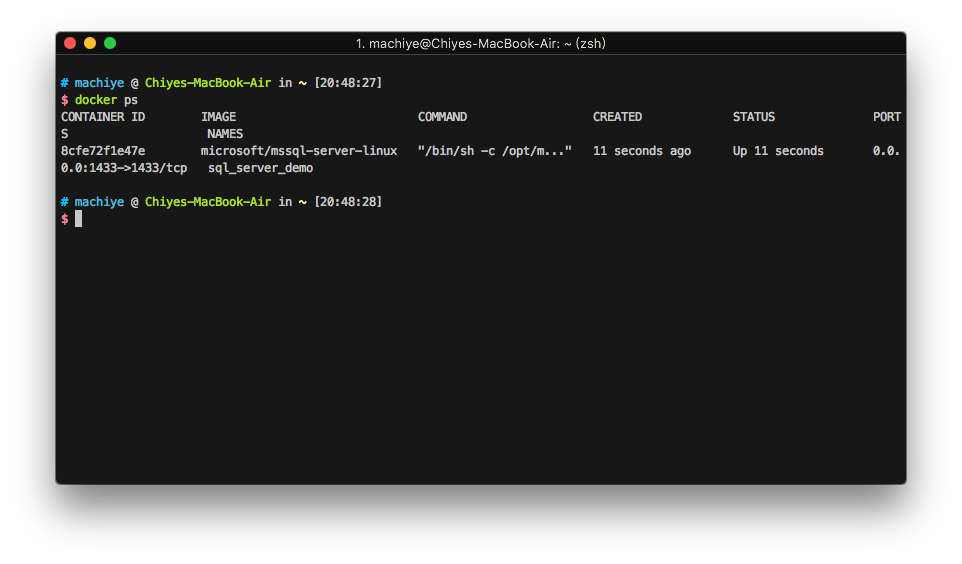 1. machiye@Chiyes-MacBook-Air: ~ (zsh)
# machiye @ Chiyes-MacBook-Air in ~ [20:48:27]
$ docker ps
CONTAINER ID        IMAGE                          COMMAND                  CREATED             STATUS              PORT
S                    NAMES
8cfe72f1e47e        microsoft/mssql-server-linux   "/bin/sh -c /opt/m..."   11 seconds ago      Up 11 seconds       0.0.
0.0:1433->1433/tcp   sql_server_demo
# machiye @ Chiyes-MacBook-Air in ~ [20:48:28]
$